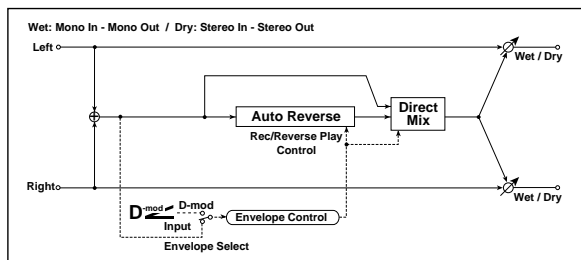 Wet: Mono In - Mono Out / Dry: Stereo In - Stereo Out
Left
Wet / Dry
Auto Reverse
Direct
Mix
Rec/Reverse Play
Control
Right
Wet / Dry
D-mod
D-mod
Input
Envelope Control
Envelope Select